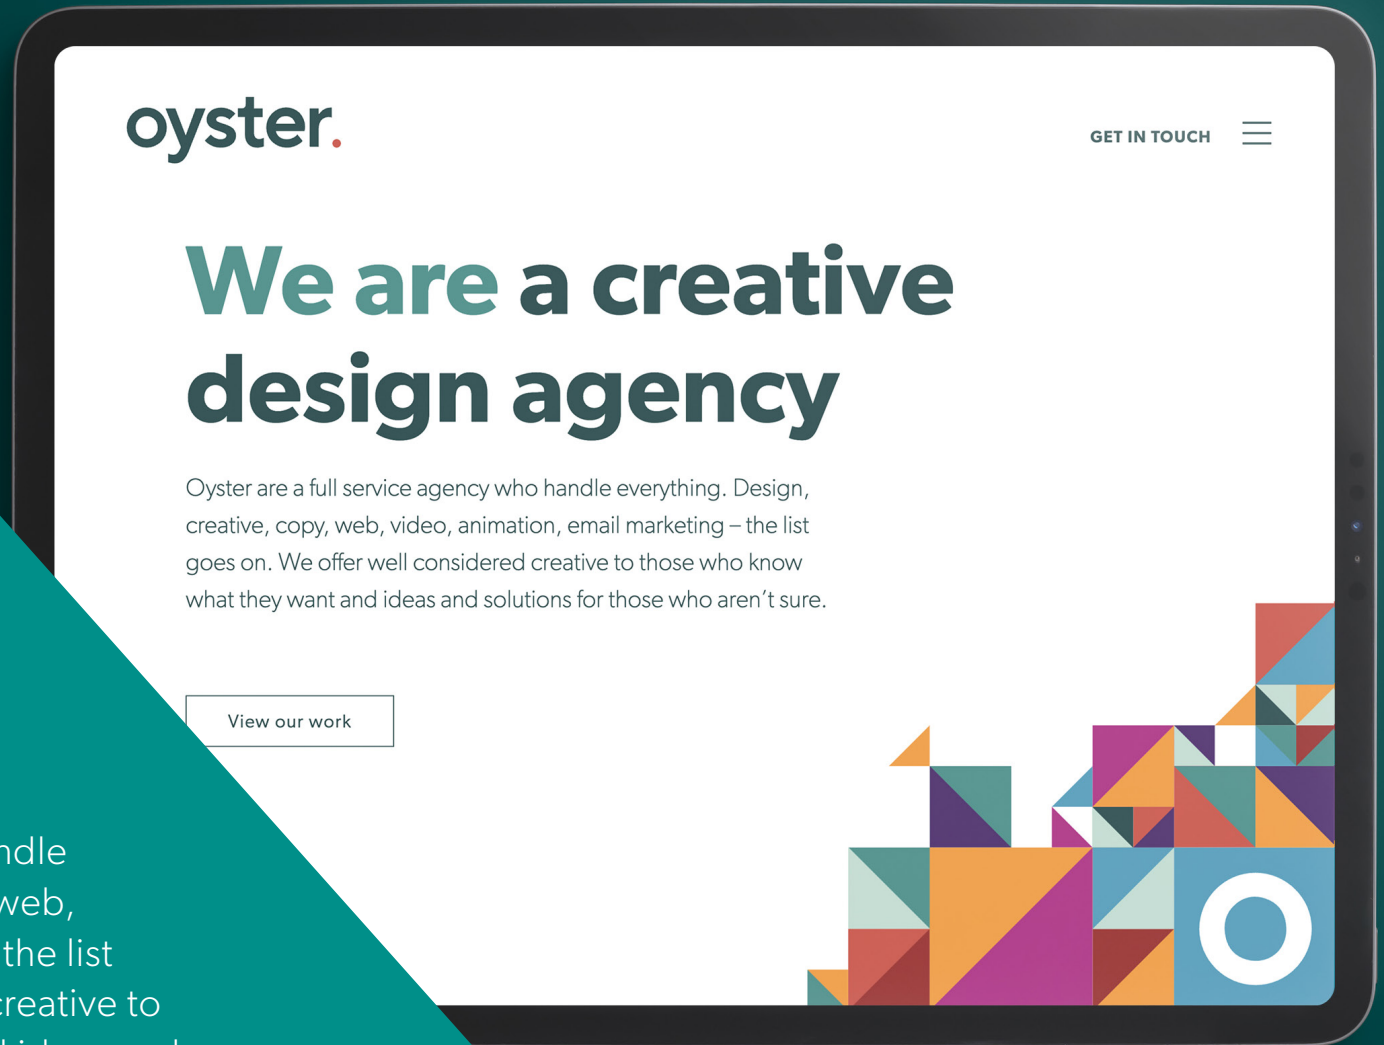 oyster.
GET IN TOUCH
We are a creative
design agency
Oyster are a full service agency who handle everything. Design,
creative, copy, web, video, animation, email marketing – the list
goes on. We offer well considered creative to those who know
what they want and ideas and solutions for those who aren’t sure.
View our work
web,
the list
creative to